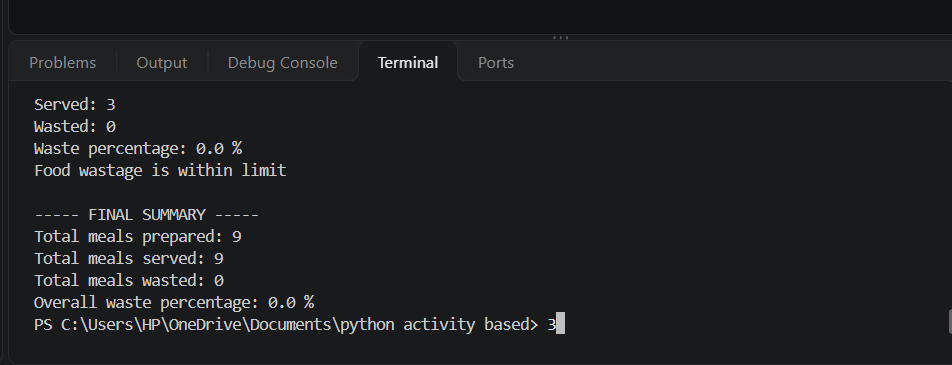 Problems Output Debug Console Terminal Ports
Served: 3
Wasted: 0
Waste percentage: 0.0 %
Food wastage is within limit
----- FINAL SUMMARY -----
Total meals prepared: 9
Total meals served: 9
Total meals wasted: 0
Overall waste percentage: 0.0 %
PS C:\Users\HP\OneDrive\Documents\python activity based> 3